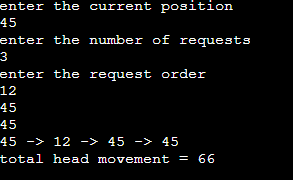 enter the current position
45
enter the number of requests
3
enter the request order
12
45
45
45 -> 12 -> 45 -> 45
total head movement = 66